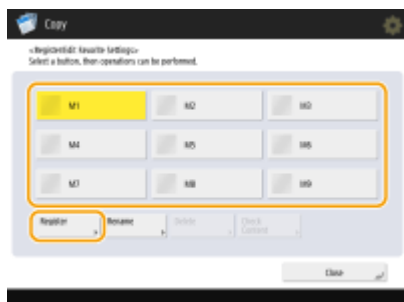 Copy
<Register/Edit Favorite Settings>
Select a button, then operations can be performed.
M1 M2 M3
M4 M5 M6
M7 M8 M9
Register Rename Delete Check Content
Close